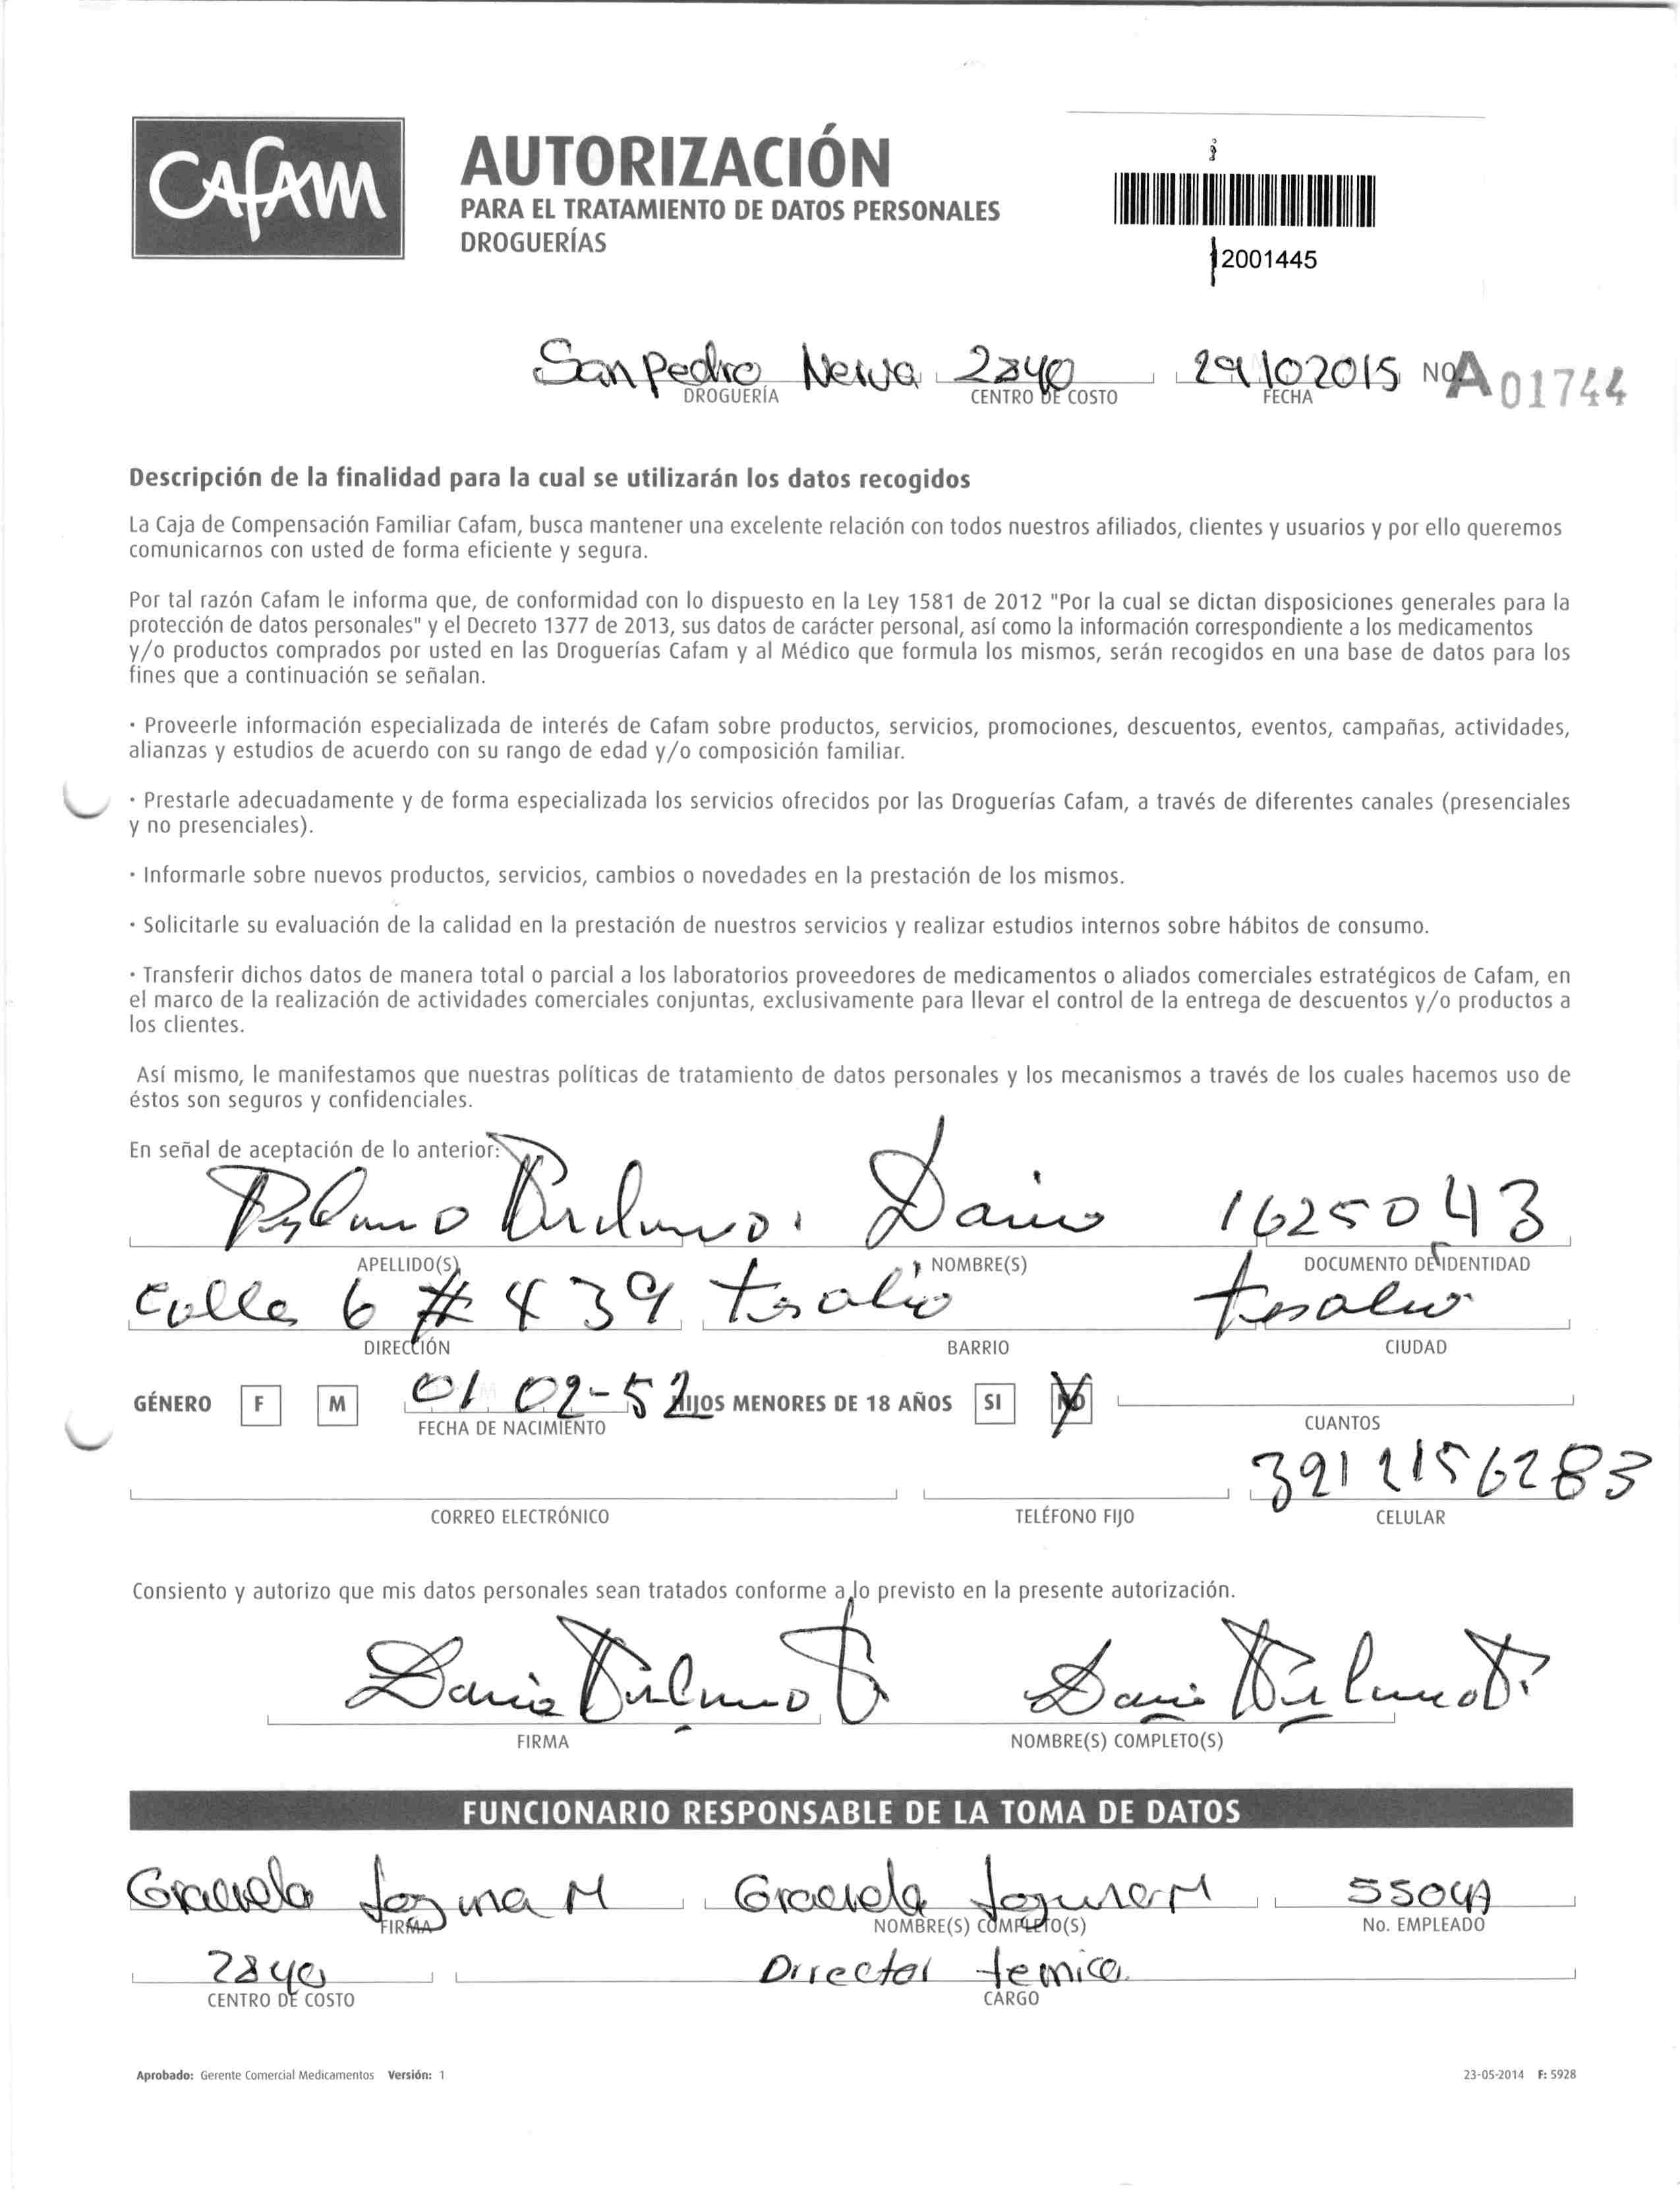 CAFAM
AUTORIZACIÓN
PARA EL TRATAMIENTO DE DATOS PERSONALES
DROGUERÍAS
2001445
San Pedro Neiva 2840 29102015 No. A 01744
DROGUERÍA CENTRO DE COSTO FECHA
Descripción de la finalidad para la cual se utilizarán los datos recogidos
La Caja de Compensación Familiar Cafam, busca mantener una excelente relación con todos nuestros afiliados, clientes y usuarios y por ello queremos
comunicarnos con usted de forma eficiente y segura.
Por tal razón Cafam le informa que, de conformidad con lo dispuesto en la Ley 1581 de 2012 "Por la cual se dictan disposiciones generales para la
protección de datos personales" y el Decreto 1377 de 2013, sus datos de carácter personal, así como la información correspondiente a los medicamentos
y/o productos comprados por usted en las Droguerías Cafam y al Médico que formula los mismos, serán recogidos en una base de datos para los
fines que a continuación se señalan.
· Proveerle información especializada de interés de Cafam sobre productos, servicios, promociones, descuentos, eventos, campañas, actividades,
alianzas y estudios de acuerdo con su rango de edad y/o composición familiar.
· Prestarle adecuadamente y de forma especializada los servicios ofrecidos por las Droguerías Cafam, a través de diferentes canales (presenciales
y no presenciales).
· Informarle sobre nuevos productos, servicios, cambios o novedades en la prestación de los mismos.
· Solicitarle su evaluación de la calidad en la prestación de nuestros servicios y realizar estudios internos sobre hábitos de consumo.
· Transferir dichos datos de manera total o parcial a los laboratorios proveedores de medicamentos o aliados comerciales estratégicos de Cafam, en
el marco de la realización de actividades comerciales conjuntas, exclusivamente para llevar el control de la entrega de descuentos y/o productos a
los clientes.
Así mismo, le manifestamos que nuestras políticas de tratamiento de datos personales y los mecanismos a través de los cuales hacemos uso de
éstos son seguros y confidenciales.
En señal de aceptación de lo anterior:
Dario 1625043
APELLIDO(S) NOMBRE(S) DOCUMENTO DE IDENTIDAD
Calle 6 # 4 39 tesalia tesalia
DIRECCIÓN BARRIO CIUDAD
GÉNERO F M 01 02-52 HIJOS MENORES DE 18 AÑOS SI NO
FECHA DE NACIMIENTO CUANTOS
3212156283
CORREO ELECTRÓNICO TELÉFONO FIJO CELULAR
Consiento y autorizo que mis datos personales sean tratados conforme a lo previsto en la presente autorización.
Dario Dario
FIRMA NOMBRE(S) COMPLETO(S)
FUNCIONARIO RESPONSABLE DE LA TOMA DE DATOS
Graciela M Graciela M 55049
FIRMA NOMBRE(S) COMPLETO(S) No. EMPLEADO
2840 Director tecnica
CENTRO DE COSTO CARGO
Aprobado: Gerente Comercial Medicamentos Versión: 1 23-05-2014 F: 5928